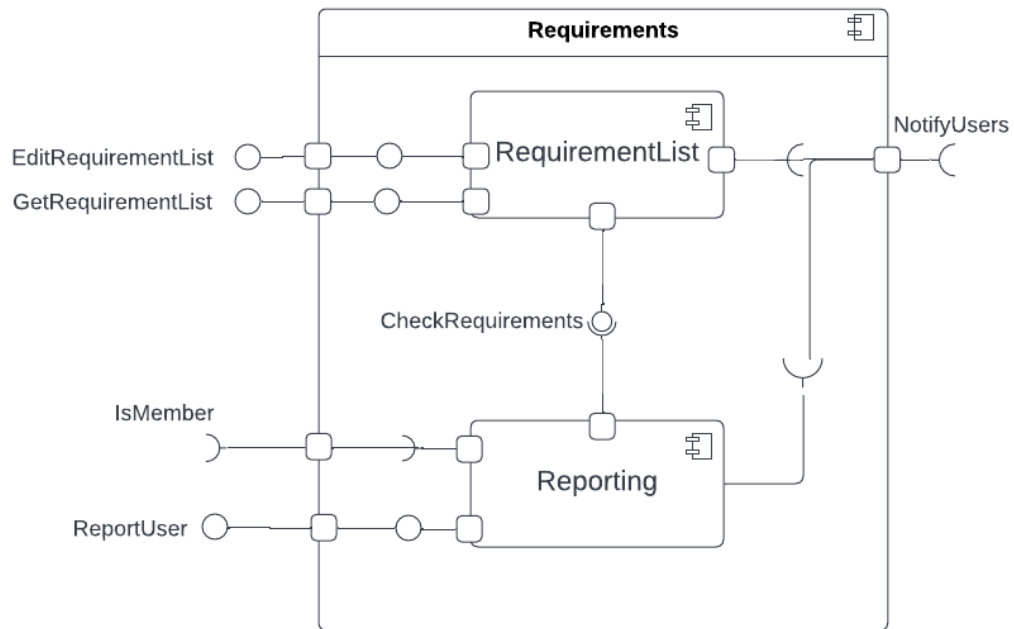 Requirements
NotifyUsers
EditRequirementList
RequirementList
GetRequirementList
CheckRequirements
IsMember
Reporting
ReportUser